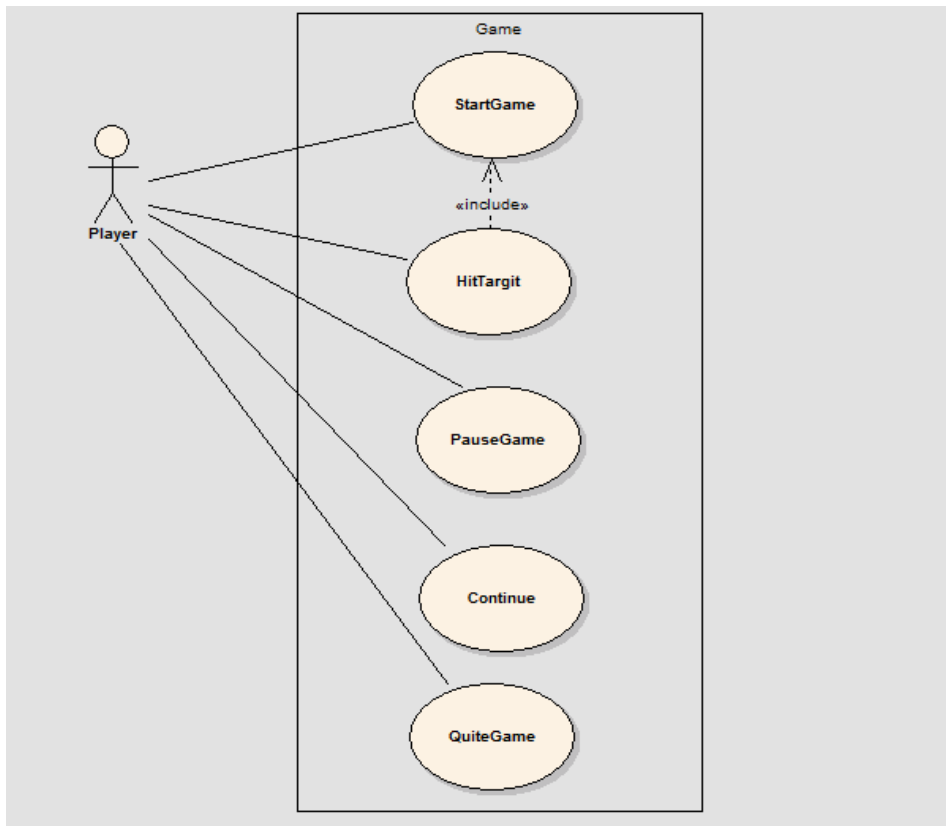 Game
StartGame
«include»
Player
HitTargit
PauseGame
Continue
QuiteGame